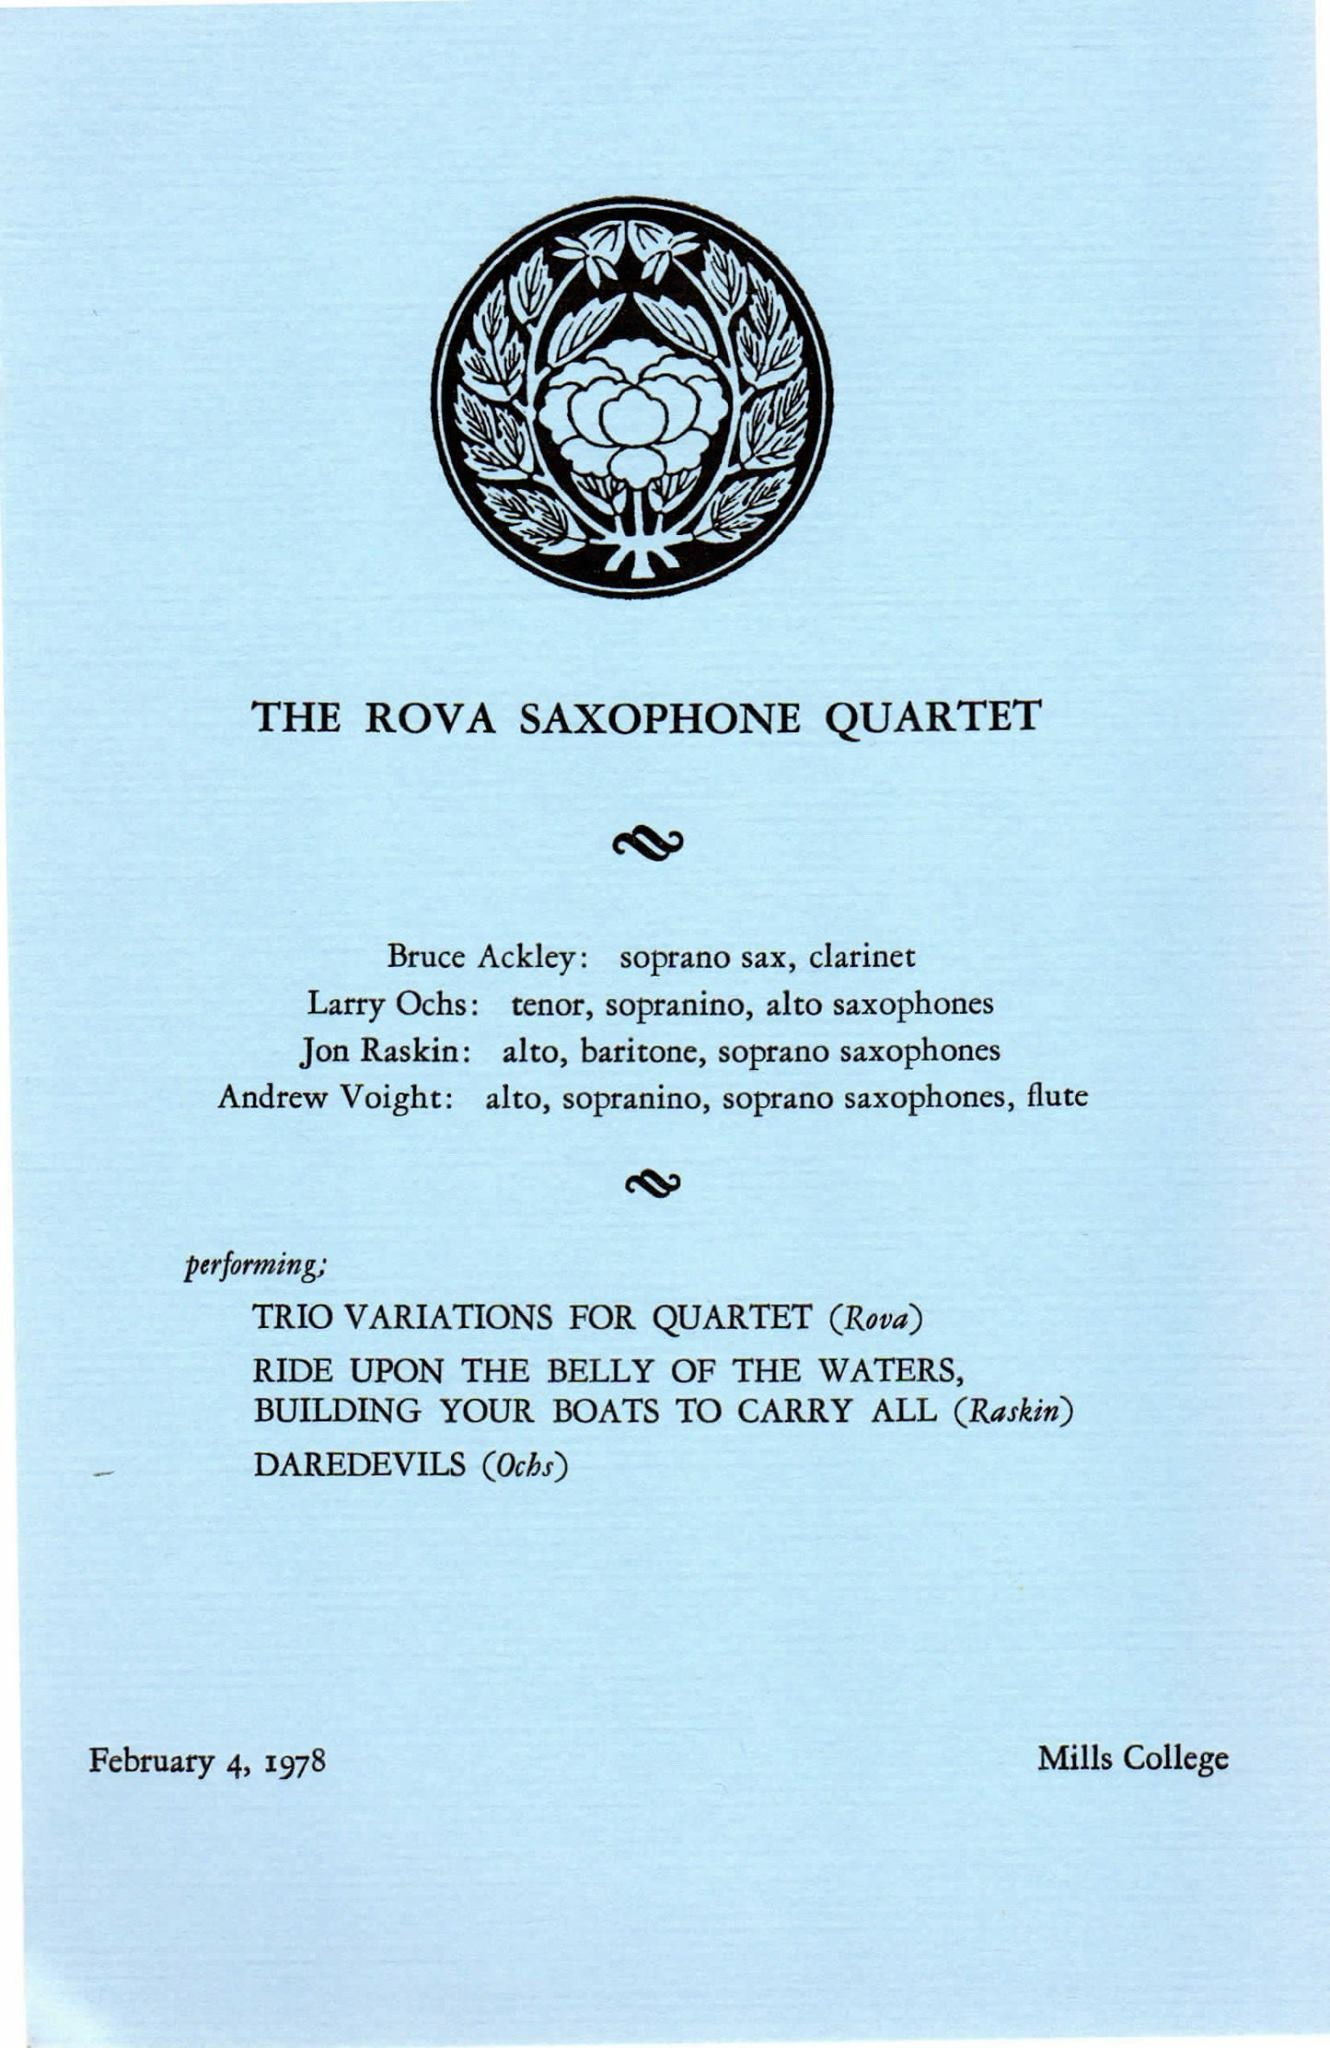 THE ROVA SAXOPHONE QUARTET
Bruce Ackley: soprano sax, clarinet
Larry Ochs: tenor, sopranino, alto saxophones
Jon Raskin: alto, baritone, soprano saxophones
Andrew Voight: alto, sopranino, soprano saxophones, flute
performing;
TRIO VARIATIONS FOR QUARTET (Rova)
RIDE UPON THE BELLY OF THE WATERS,
BUILDING YOUR BOATS TO CARRY ALL (Raskin)
DAREDEVILS (Ochs)
February 4, 1978 Mills College